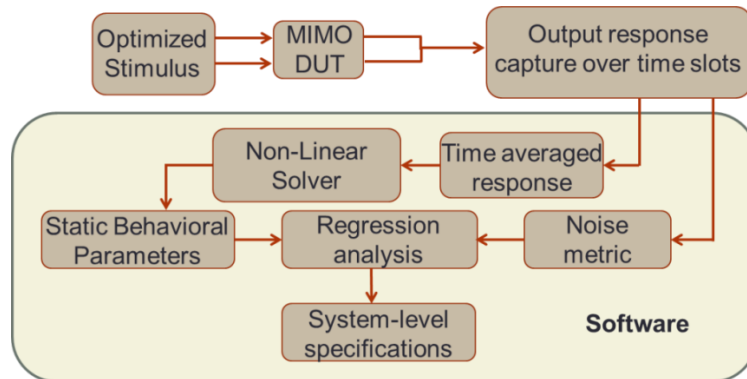 Optimized
Stimulus
MIMO
DUT
Output response
capture over time slots
Non-Linear
Solver
Time averaged
response
Static Behavioral
Parameters
Regression
analysis
Noise
metric
System-level
specifications
Software